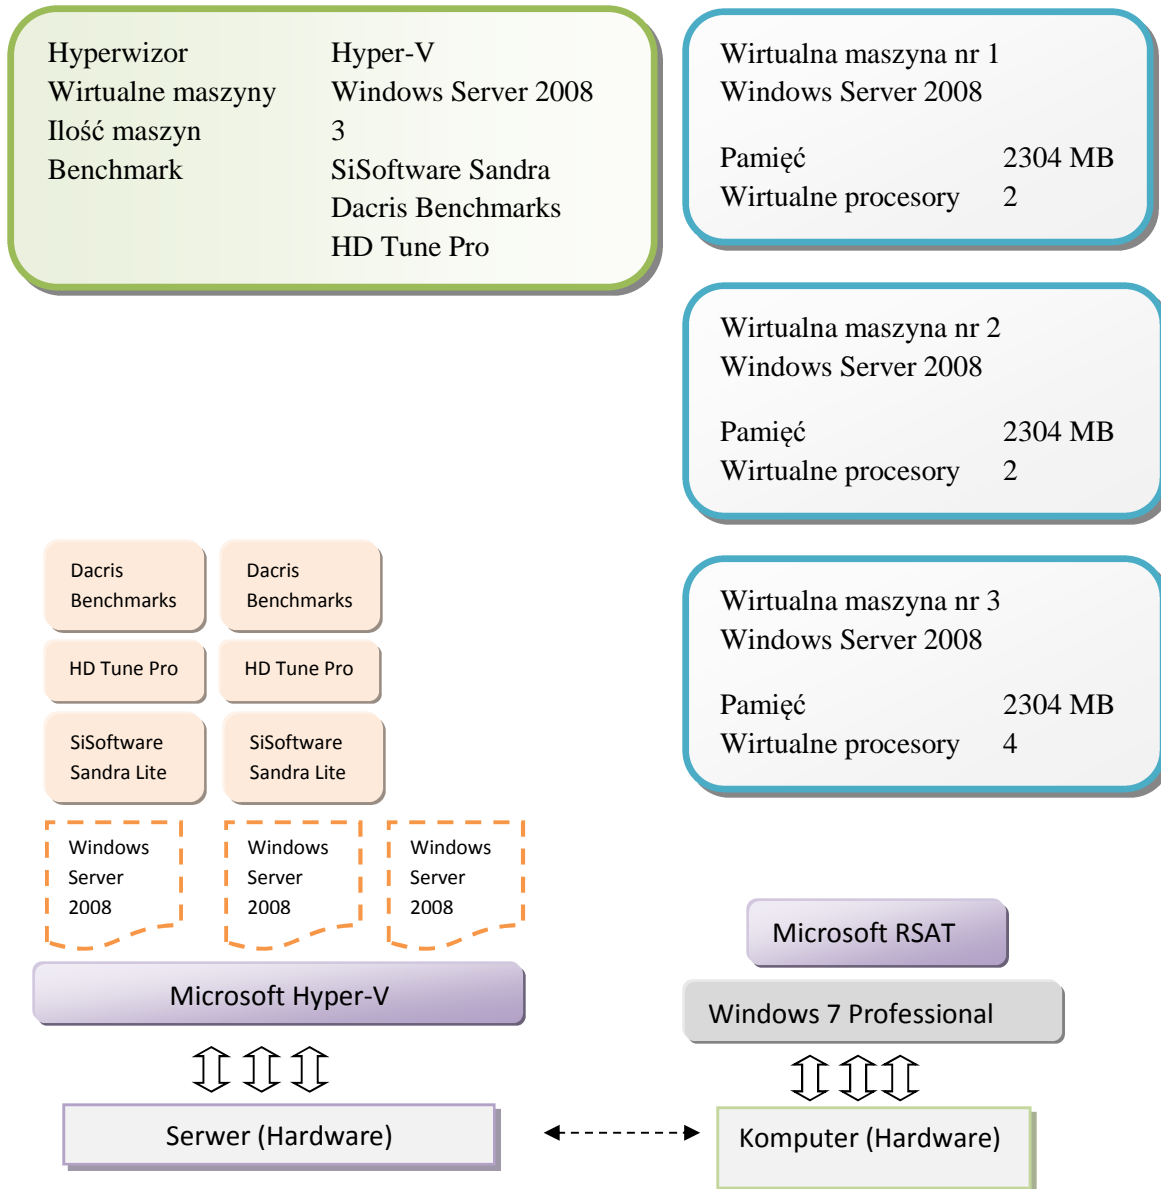 Hyperwizor Hyper-V
Wirtualne maszyny Windows Server 2008
Ilość maszyn 3
Benchmark SiSoftware Sandra
Dacris Benchmarks
HD Tune Pro
Wirtualna maszyna nr 1
Windows Server 2008
Pamięć 2304 MB
Wirtualne procesory 2
Wirtualna maszyna nr 2
Windows Server 2008
Pamięć 2304 MB
Wirtualne procesory 2
Wirtualna maszyna nr 3
Windows Server 2008
Pamięć 2304 MB
Wirtualne procesory 4
Dacris
Benchmarks
Dacris
Benchmarks
HD Tune Pro
HD Tune Pro
SiSoftware
Sandra Lite
SiSoftware
Sandra Lite
Windows
Server
2008
Windows
Server
2008
Windows
Server
2008
Microsoft Hyper-V
Serwer (Hardware)
Microsoft RSAT
Windows 7 Professional
Komputer (Hardware)